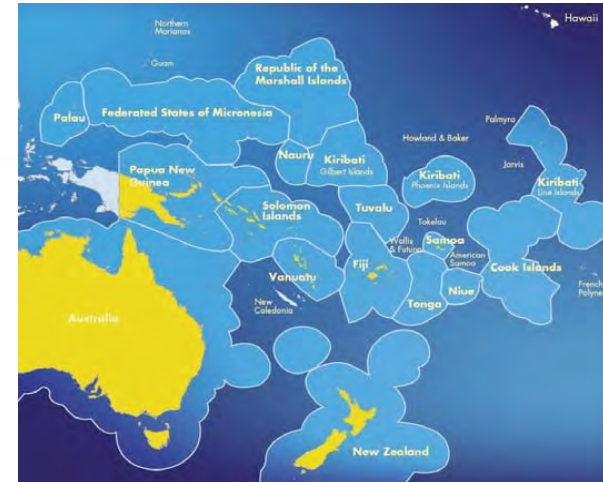 Northern
Marianas
Hawaii
Guam
Republic of the
Marshall Islands
Palau
Federated States of Micronesia
Palmyra
Howland & Baker
Nauru
Kiribati
Gilbert Islands
Jarvis
Papua New
Guinea
Kiribati
Phoenix Islands
Kiribati
Line Islands
Solomon
Islands
Tuvalu
Tokelau
Wallis
& Futuna
Samoa
American
Samoa
Fiji
Vanuatu
Cook Islands
French
Polyne
Niue
Tonga
New
Caledonia
Australia
New Zealand